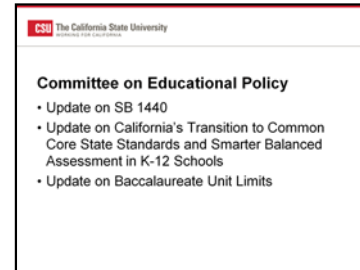 CSU The California State University
WORKING FOR CALIFORNIA
Committee on Educational Policy
• Update on SB 1440
• Update on California's Transition to Common
Core State Standards and Smarter Balanced
Assessment in K-12 Schools
• Update on Baccalaureate Unit Limits